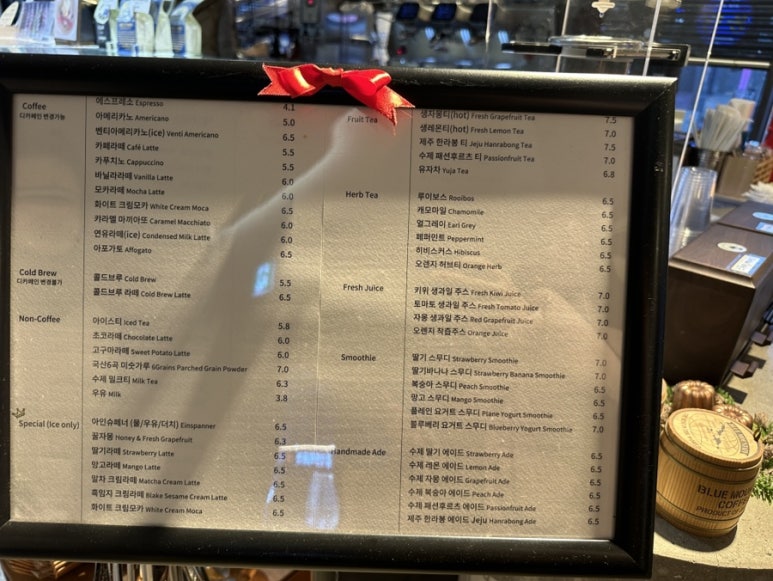 Coffee
디카페인 변경가능
에스프레소 Espresso 4.1
아메리카노 Americano 5.0
벤티아메리카노(ice) Venti Americano 6.5
카페라떼 Café Latte 5.5
카푸치노 Cappuccino 5.5
바닐라라떼 Vanilla Latte 6.0
모카라떼 Mocha Latte 6.0
화이트 크림모카 White Cream Moca 6.5
캬라멜 마끼아또 Caramel Macchiato 6.0
연유라떼(ice) Condensed Milk Latte 6.0
아포가토 Affogato 6.5
Cold Brew
디카페인 변경불가
콜드브루 Cold Brew 5.5
콜드브루 라떼 Cold Brew Latte 6.5
Non-Coffee
아이스티 Iced Tea 5.8
초코라떼 Chocolate Latte 6.0
고구마라떼 Sweet Potato Latte 6.0
국산6곡 미숫가루 6Grains Parched Grain Powder 7.0
수제 밀크티 Milk Tea 6.3
우유 Milk 3.8
Special (Ice only)
아인슈페너 (물/우유/더치) Einspanner 6.5
꿀자몽 Honey & Fresh Grapefruit 6.3
딸기라떼 Strawberry Latte 6.5
망고라떼 Mango Latte 6.5
말차 크림라떼 Matcha Cream Latte 6.5
흑임지 크림라떼 Blake Sesame Cream Latte 6.5
화이트 크림모카 White Cream Moca 6.5
Fruit Tea
생자몽티(hot) Fresh Grapefruit Tea 7.5
생레몬티(hot) Fresh Lemon Tea 7.0
제주 한라봉 티 Jeju Hanrabong Tea 7.5
수제 패션후르츠 티 Passionfruit Tea 7.0
유자차 Yuja Tea 6.8
Herb Tea
루이보스 Rooibos 6.5
캐모마일 Chamomile 6.5
얼그레이 Earl Grey 6.5
페퍼민트 Peppermint 6.5
히비스커스 Hibiscus 6.5
오렌지 허브티 Orange Herb 6.5
Fresh Juice
키위 생과일 주스 Fresh Kiwi Juice 7.0
토마토 생과일 주스 Fresh Tomato Juice 7.0
자몽 생과일 주스 Red Grapefruit Juice 7.0
오렌지 착즙주스 Orange Juice 7.0
Smoothie
딸기 스무디 Strawberry Smoothie 7.0
딸기바나나 스무디 Strawberry Banana Smoothie 7.0
복숭아 스무디 Peach Smoothie 7.0
망고 스무디 Mango Smoothie 7.0
플레인 요거트 스무디 Plane Yogurt Smoothie 7.0
블루베리 요거트 스무디 Blueberry Yogurt Smoothie 7.0
Handmade Ade
수제 딸기 에이드 Strawberry Ade 6.5
수제 레몬 에이드 Lemon Ade 6.5
수제 자몽 에이드 Grapefruit Ade 6.5
수제 복숭아 에이드 Peach Ade 6.5
수제 패션후르츠 에이드 Passionfruit Ade 6.5
제주 한라봉 에이드 Jeju Hanrabong Ade 6.5
BLUE MOU
COFFEE
PRODUCT OF